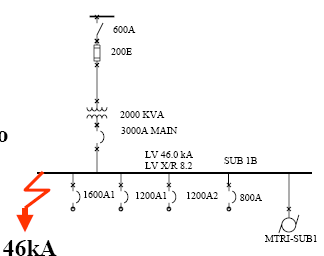 600A
200E
2000 KVA
3000A MAIN
o
LV 46.0 kA
LV X/R 8.2
SUB 1B
1600A1
1200A1
1200A2
800A
MTRI-SUB1
46kA